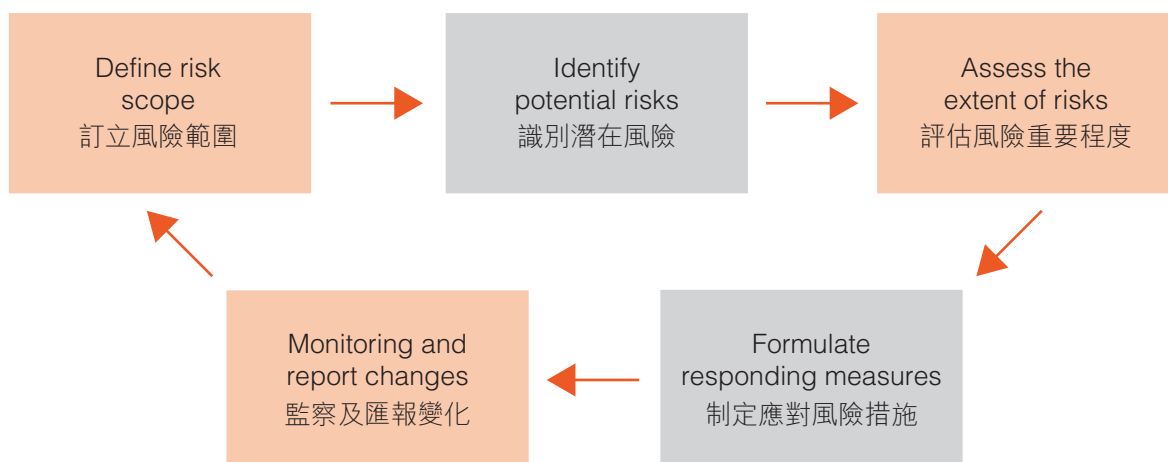 Define risk
scope
訂立風險範圍
Identify
potential risks
識別潛在風險
Assess the
extent of risks
評估風險重要程度
Formulate
responding measures
制定應對風險措施
Monitoring and
report changes
監察及匯報變化